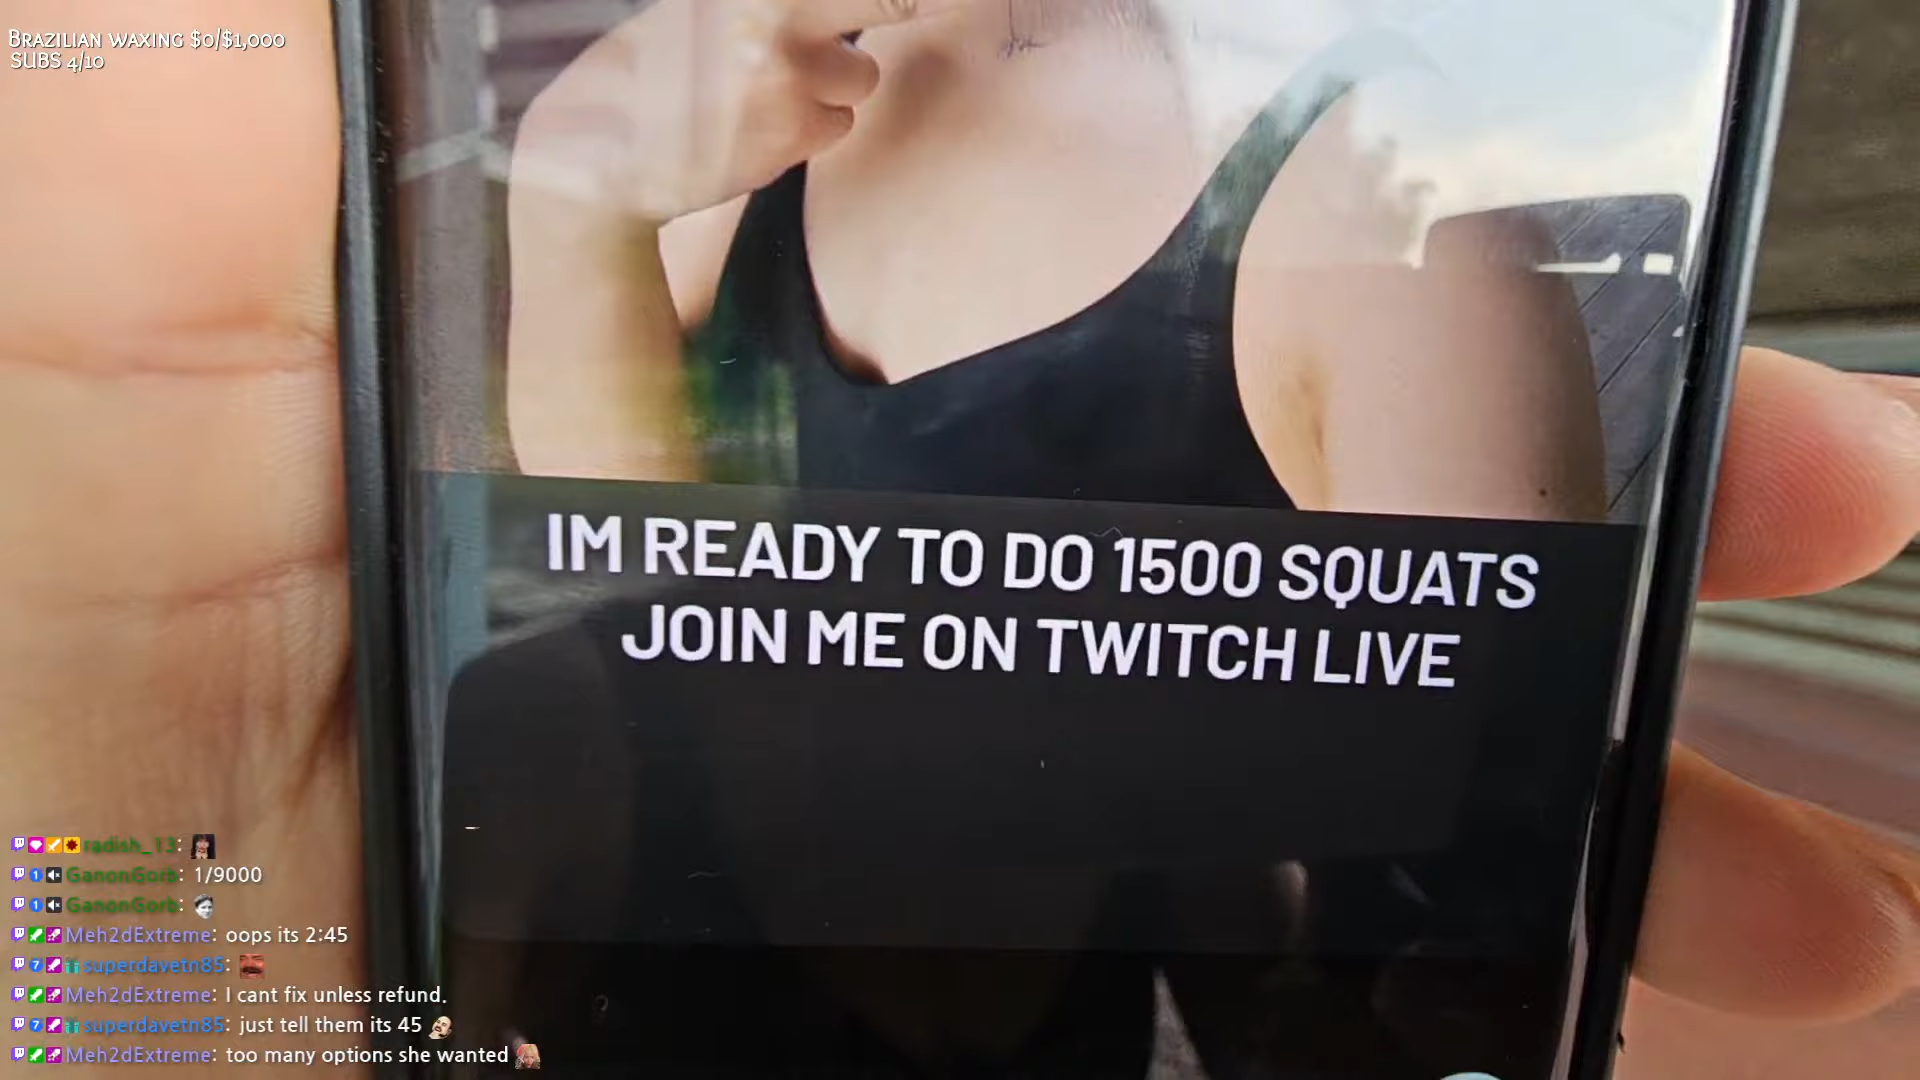 BRAZILIAN WAXING $0/$1,000
SUBS 4/10
IM READY TO DO 1500 SQUATS
JOIN ME ON TWITCH LIVE
radish_13:
GanonGorb: 1/9000
GanonGorb:
Meh2dExtreme: oops its 2:45
superdavetn85:
Meh2dExtreme: I cant fix unless refund.
superdavetn85: just tell them its 45
Meh2dExtreme: too many options she wanted